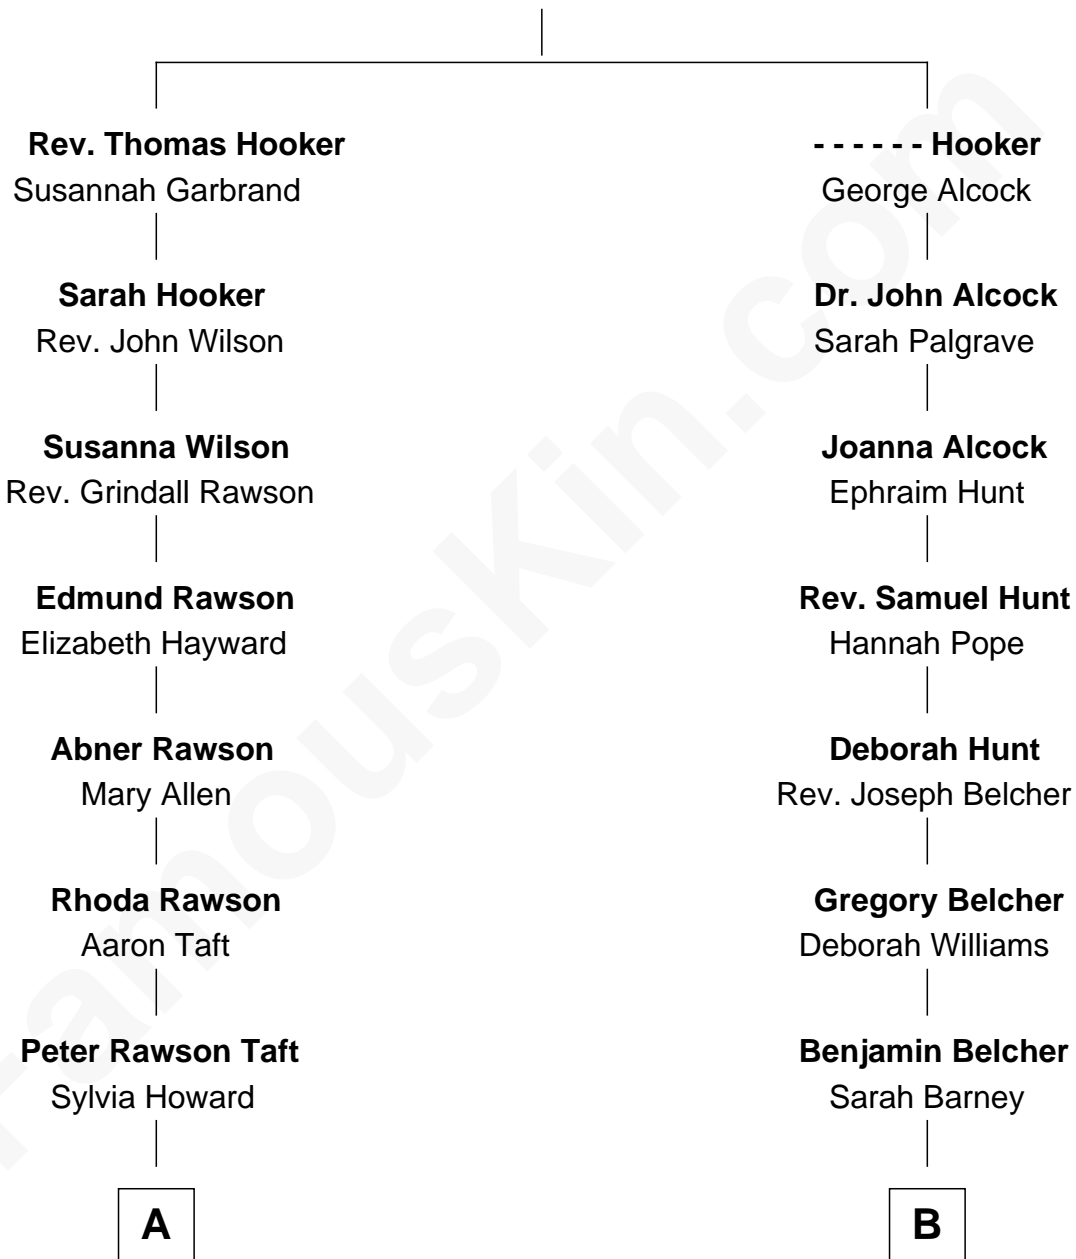 Rev. Thomas Hooker
Susannah Garbrand
Sarah Hooker
Rev. John Wilson
Susanna Wilson
Rev. Grindall Rawson
Edmund Rawson
Elizabeth Hayward
Abner Rawson
Mary Allen
Rhoda Rawson
Aaron Taft
Peter Rawson Taft
Sylvia Howard
A
- - - - - - Hooker
George Alcock
Dr. John Alcock
Sarah Palgrave
Joanna Alcock
Ephraim Hunt
Rev. Samuel Hunt
Hannah Pope
Deborah Hunt
Rev. Joseph Belcher
Gregory Belcher
Deborah Williams
Benjamin Belcher
Sarah Barney
B
FamousKin.com